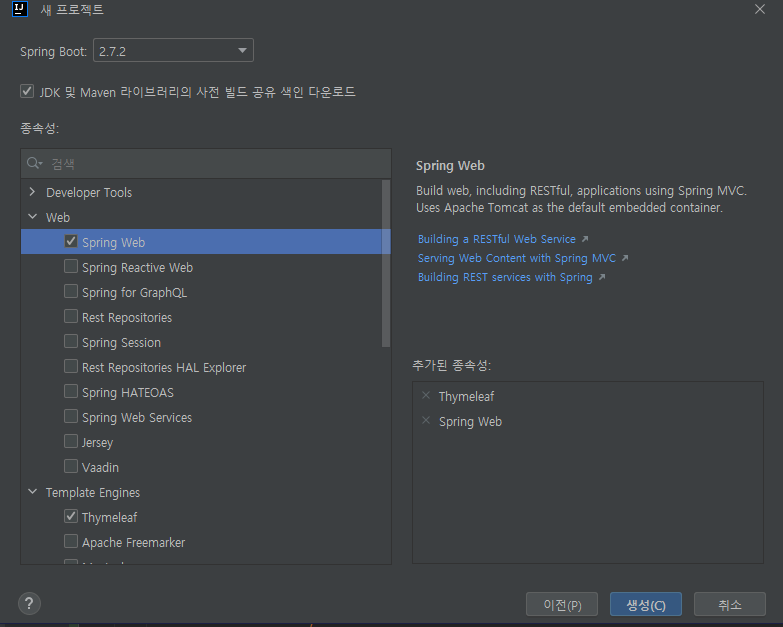 IJ 새 프로젝트
Spring Boot: 2.7.2
JDK 및 Maven 라이브러리의 사전 빌드 공유 색인 다운로드
종속성:
검색
Developer Tools
Web
Spring Web
Spring Reactive Web
Spring for GraphQL
Rest Repositories
Spring Session
Rest Repositories HAL Explorer
Spring HATEOAS
Spring Web Services
Jersey
Vaadin
Template Engines
Thymeleaf
Apache Freemarker
Spring Web
Build web, including RESTful, applications using Spring MVC.
Uses Apache Tomcat as the default embedded container.
Building a RESTful Web Service ↗
Serving Web Content with Spring MVC ↗
Building REST services with Spring ↗
추가된 종속성:
Thymeleaf
Spring Web
?
이전(P) 생성(C) 취소